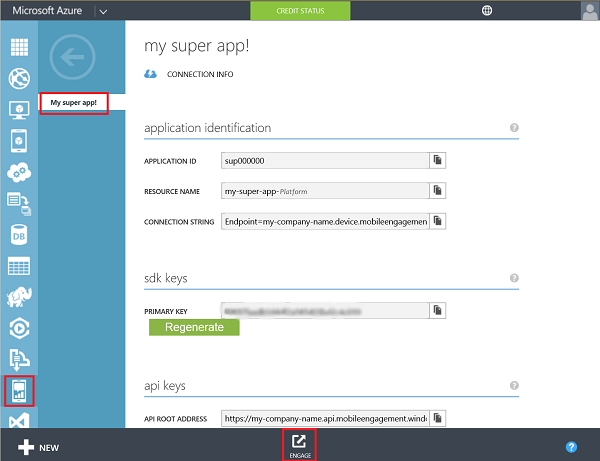 Microsoft Azure
CREDIT STATUS
my super app!
CONNECTION INFO
My super app!
application identification
?
APPLICATION ID
sup000000
RESOURCE NAME
my-super-app-Platform
CONNECTION STRING
Endpoint=my-company-name.device.mobileengagemen
sdk keys
?
PRIMARY KEY
Regenerate
api keys
?
API ROOT ADDRESS
https://my-company-name.api.mobileengagement.wind
DB
NEW
ENGAGE
?